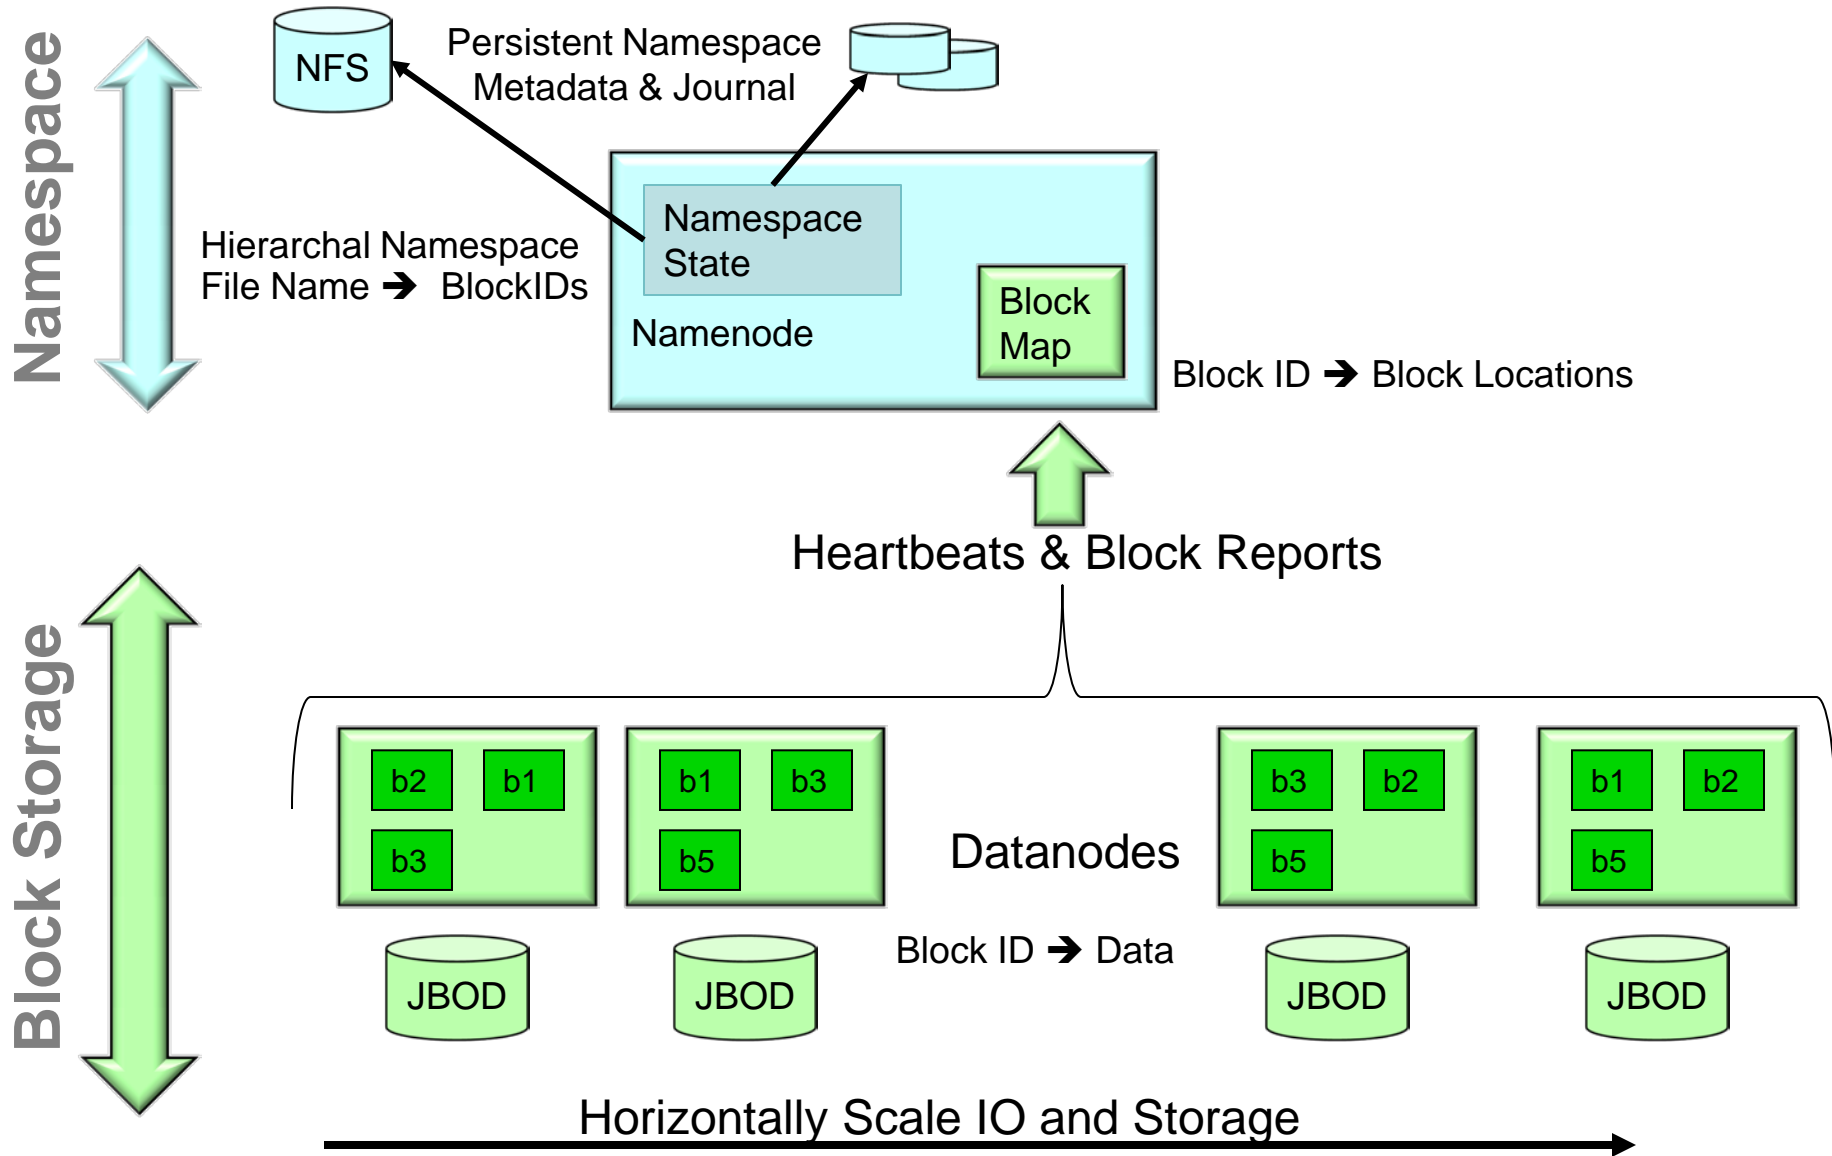 Namespace
NFS
Persistent Namespace
Metadata & Journal
Namespace
State
Hierarchal Namespace
File Name ➔ BlockIDs
Namenode
Block
Map
Block ID ➔ Block Locations
Heartbeats & Block Reports
Block Storage
b2 b1
b3
b1 b3
b5
Datanodes
b3 b2
b5
b1 b2
b5
Block ID ➔ Data
JBOD
JBOD
JBOD
JBOD
Horizontally Scale IO and Storage